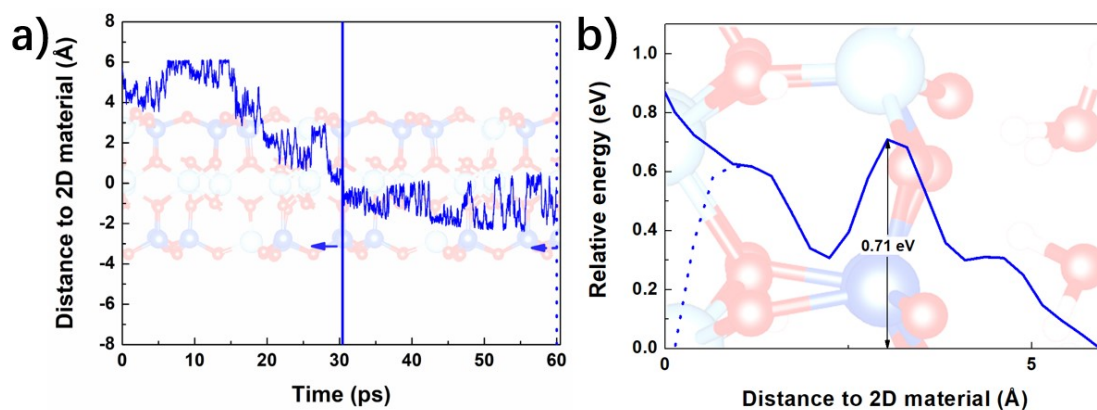 a)
Distance to 2D material (Å)
8
6
4
2
0
-2
-4
-6
-8
0 10 20 30 40 50 60
Time (ps)
b)
Relative energy (eV)
1.0
0.8
0.6
0.4
0.2
0.0
0.71 eV
0 5
Distance to 2D material (Å)